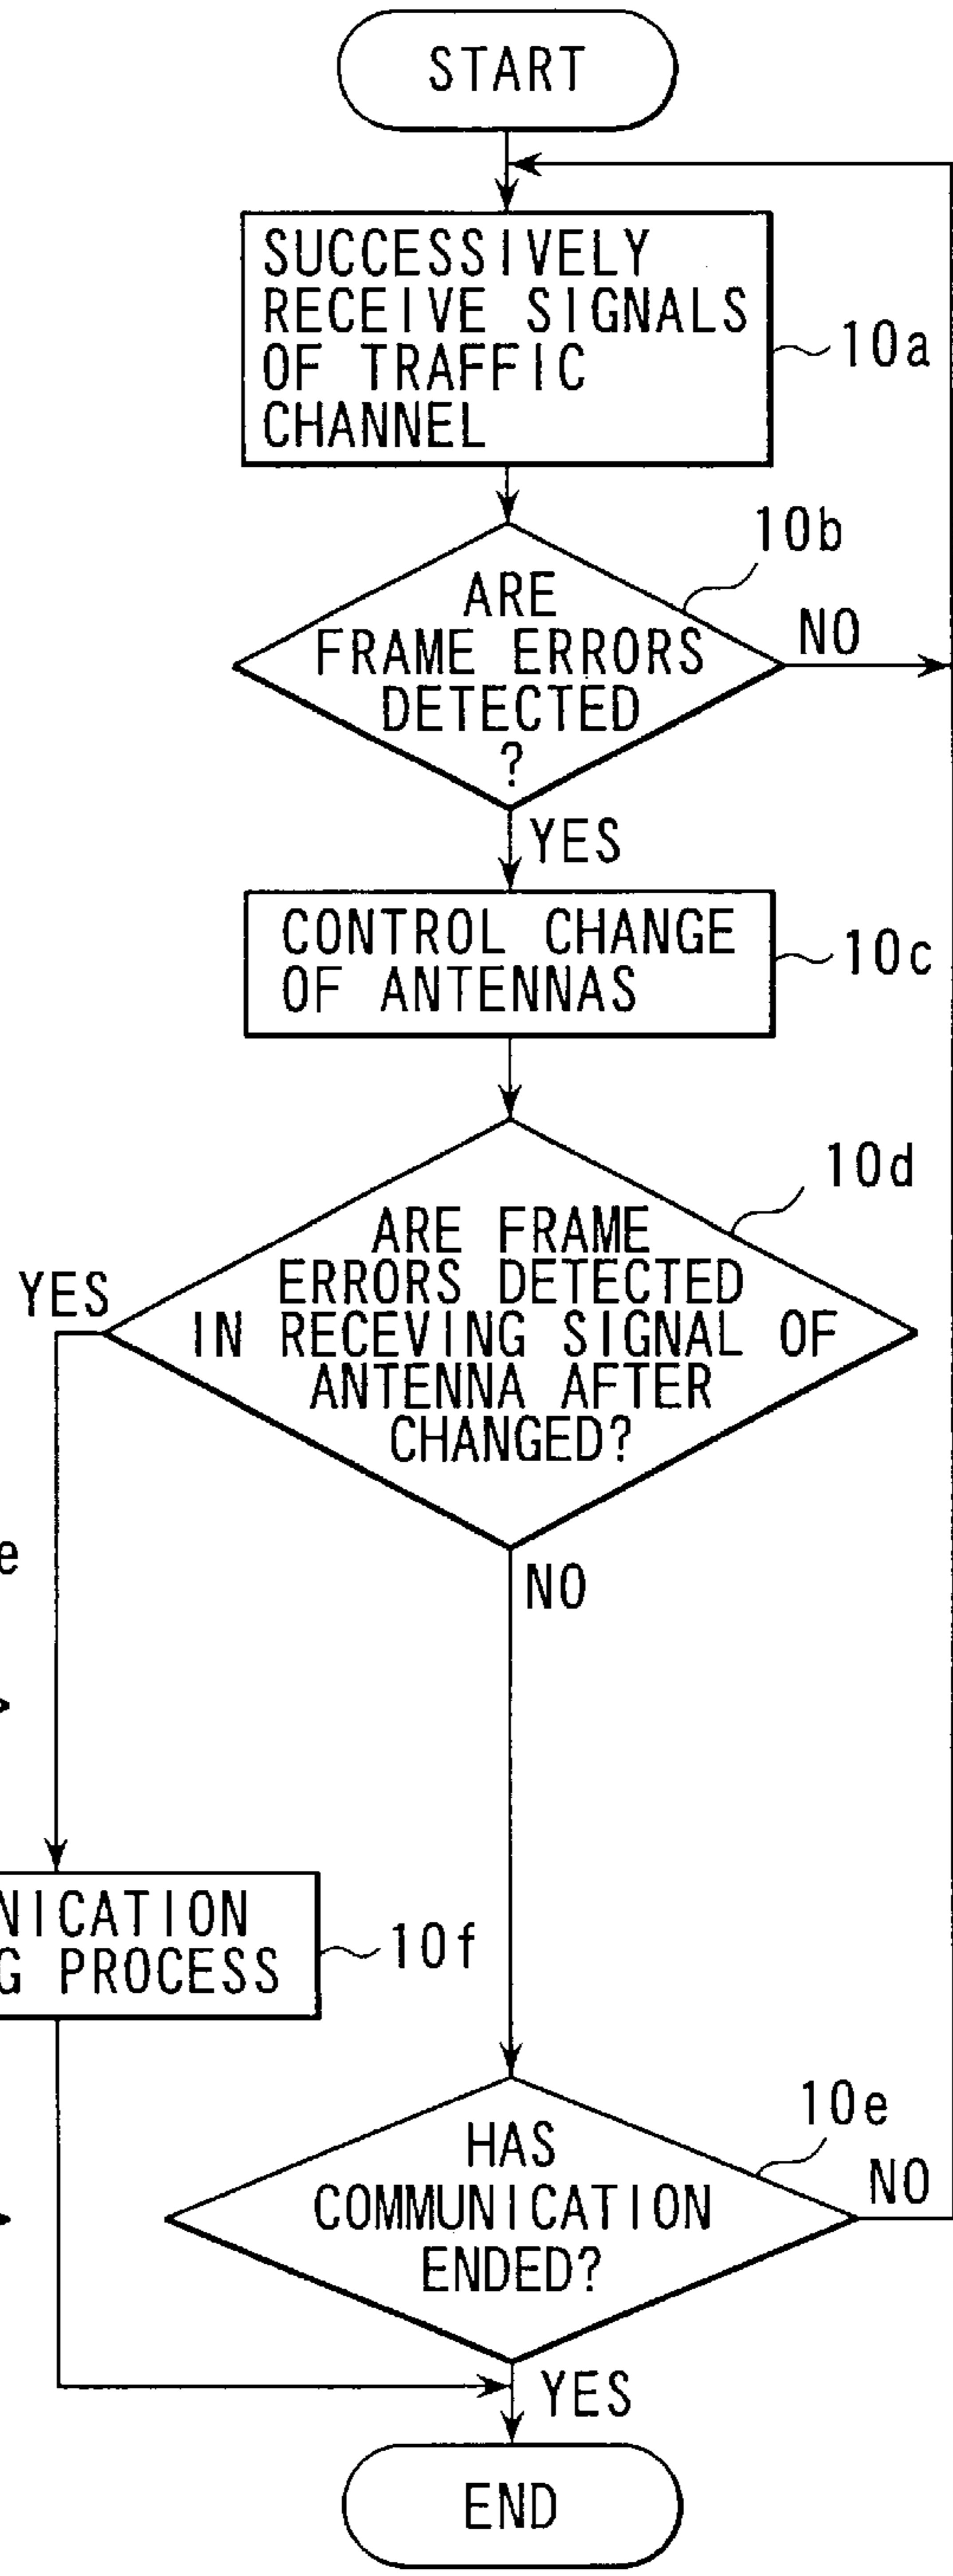 START
SUCCESSIVELY
RECEIVE SIGNALS
OF TRAFFIC
CHANNEL
10a
10b
ARE
FRAME ERRORS
DETECTED
?
NO
YES
CONTROL CHANGE
OF ANTENNAS
10c
10d
ARE FRAME
ERRORS DETECTED
IN RECEVING SIGNAL OF
ANTENNA AFTER
CHANGED?
YES
e
NO
NICATION
G PROCESS
10f
10e
HAS
COMMUNICATION
ENDED?
NO
YES
END